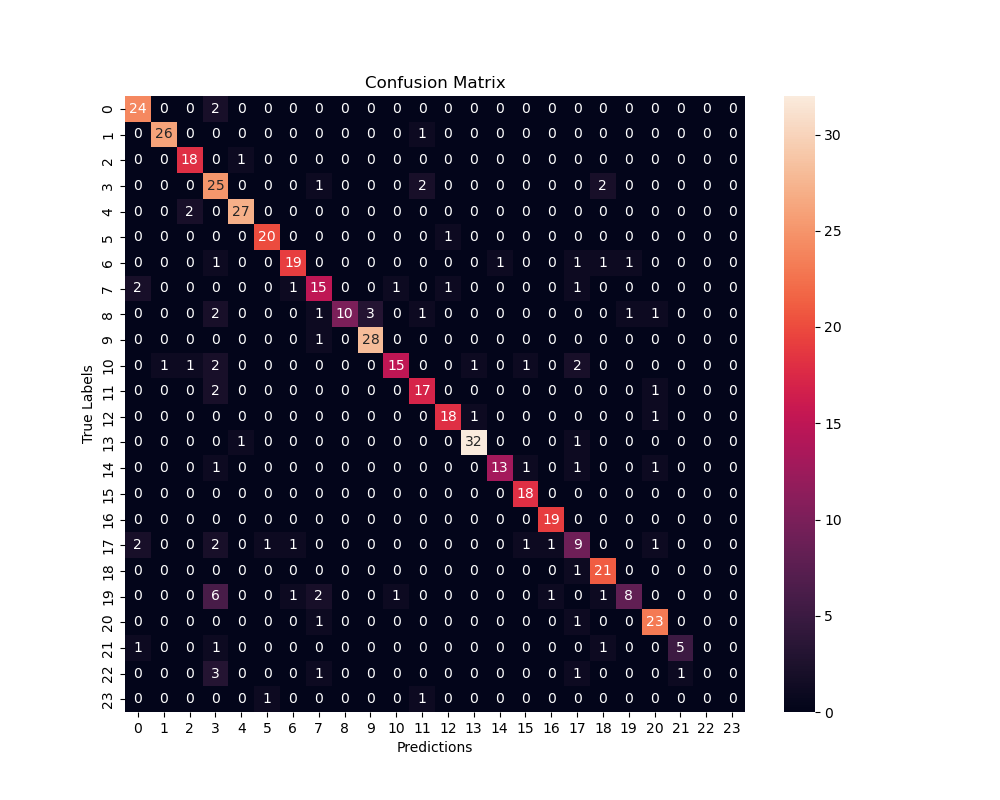 Confusion Matrix
0 24 0 0 2 0 0 0 0 0 0 0 0 0 0 0 0 0 0 0 0 0 0 0 0
1 0 26 0 0 0 0 0 0 0 0 0 1 0 0 0 0 0 0 0 0 0 0 0 0
2 0 0 18 0 1 0 0 0 0 0 0 0 0 0 0 0 0 0 0 0 0 0 0 0
3 0 0 0 25 0 0 0 1 0 0 0 2 0 0 0 0 0 0 2 0 0 0 0 0
4 0 0 2 0 27 0 0 0 0 0 0 0 0 0 0 0 0 0 0 0 0 0 0 0
5 0 0 0 0 0 20 0 0 0 0 0 0 1 0 0 0 0 0 0 0 0 0 0 0
6 0 0 0 1 0 0 19 0 0 0 0 0 0 0 1 0 0 1 1 1 0 0 0 0
7 2 0 0 0 0 0 1 15 0 0 1 0 1 0 0 0 0 1 0 0 0 0 0 0
8 0 0 0 2 0 0 0 1 10 3 0 1 0 0 0 0 0 0 0 1 1 0 0 0
9 0 0 0 0 0 0 0 1 0 28 0 0 0 0 0 0 0 0 0 0 0 0 0 0
10 0 1 1 2 0 0 0 0 0 0 15 0 0 1 0 1 0 2 0 0 0 0 0 0
11 0 0 0 2 0 0 0 0 0 0 0 17 0 0 0 0 0 0 0 0 1 0 0 0
12 0 0 0 0 0 0 0 0 0 0 0 0 18 1 0 0 0 0 0 0 1 0 0 0
13 0 0 0 0 1 0 0 0 0 0 0 0 0 32 0 0 0 1 0 0 0 0 0 0
14 0 0 0 1 0 0 0 0 0 0 0 0 0 0 13 1 0 1 0 0 1 0 0 0
15 0 0 0 0 0 0 0 0 0 0 0 0 0 0 0 18 0 0 0 0 0 0 0 0
16 0 0 0 0 0 0 0 0 0 0 0 0 0 0 0 0 19 0 0 0 0 0 0 0
17 2 0 0 2 0 1 1 0 0 0 0 0 0 0 0 1 1 9 0 0 1 0 0 0
18 0 0 0 0 0 0 0 0 0 0 0 0 0 0 0 0 0 1 21 0 0 0 0 0
19 0 0 0 6 0 0 1 2 0 0 1 0 0 0 0 0 1 0 1 8 0 0 0 0
20 0 0 0 0 0 0 0 1 0 0 0 0 0 0 0 0 0 1 0 0 23 0 0 0
21 1 0 0 1 0 0 0 0 0 0 0 0 0 0 0 0 0 0 1 0 0 5 0 0
22 0 0 0 3 0 0 0 1 0 0 0 0 0 0 0 0 0 1 0 0 0 1 0 0
23 0 0 0 0 0 1 0 0 0 0 0 1 0 0 0 0 0 0 0 0 0 0 0 0
0 1 2 3 4 5 6 7 8 9 10 11 12 13 14 15 16 17 18 19 20 21 22 23
Predictions
True Labels
30
25
20
15
10
5
0